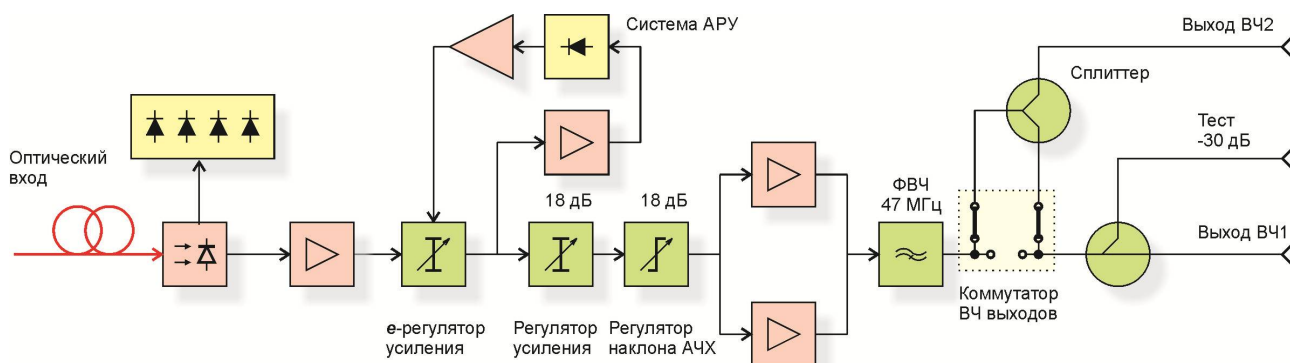 Система АРУ
Выход ВЧ2
Сплиттер
Тест
-30 дБ
Оптический
вход
18 дБ
18 дБ
ФВЧ
47 МГц
Выход ВЧ1
Коммутатор
ВЧ выходов
е-регулятор
усиления
Регулятор
усиления
Регулятор
наклона АЧХ